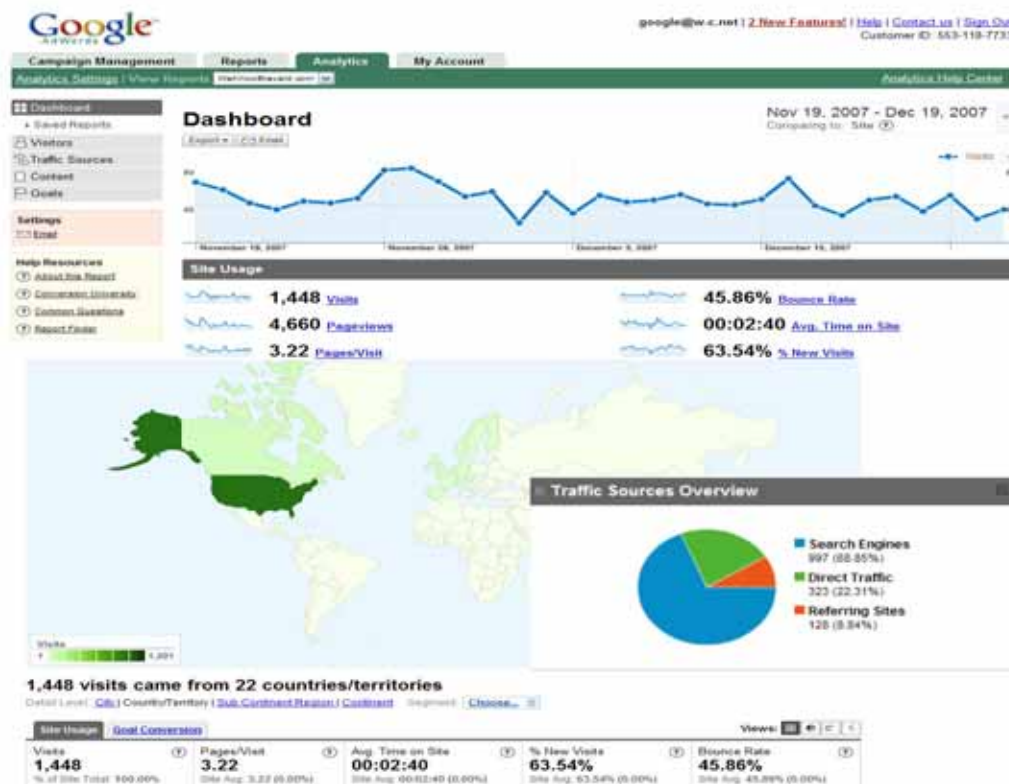 Google
AdWords
google@w-c.net | 2 New Features! | Help | Contact us | Sign Out
Customer ID: 553-118-773
Campaign Management Reports Analytics My Account
Analytics Settings | View Reports
Analytics Help Center
Dashboard
Saved Reports
Visitors
Traffic Sources
Content
Goals
Settings
Email
Help Resources
About this Report
Conversion University
Common Questions
Report Finder
Dashboard
Nov 19, 2007 - Dec 19, 2007
Comparing to: Site
Export Email
Visits
November 19, 2007
December 3, 2007
Site Usage
1,448 Visits
45.86% Bounce Rate
4,660 Pageviews
00:02:40 Avg. Time on Site
3.22 Pages/Visit
63.54% % New Visits
Traffic Sources Overview
Search Engines
997 (68.85%)
Direct Traffic
323 (22.31%)
Referring Sites
128 (8.84%)
Visits
1
1,448 visits came from 22 countries/territories
Detail Level: City | Country/Territory | Sub Continent Region | Continent Segment: Choose...
Site Usage Goal Conversion
Views:
Visits Pages/Visit Avg. Time on Site % New Visits Bounce Rate
1,448 3.22 00:02:40 63.54% 45.86%
% of Site Total: 100.00% Site Avg: 3.22 (0.00%) Site Avg: 00:02:40 (0.00%) Site Avg: 63.54% (0.00%) Site Avg: 45.86% (0.00%)